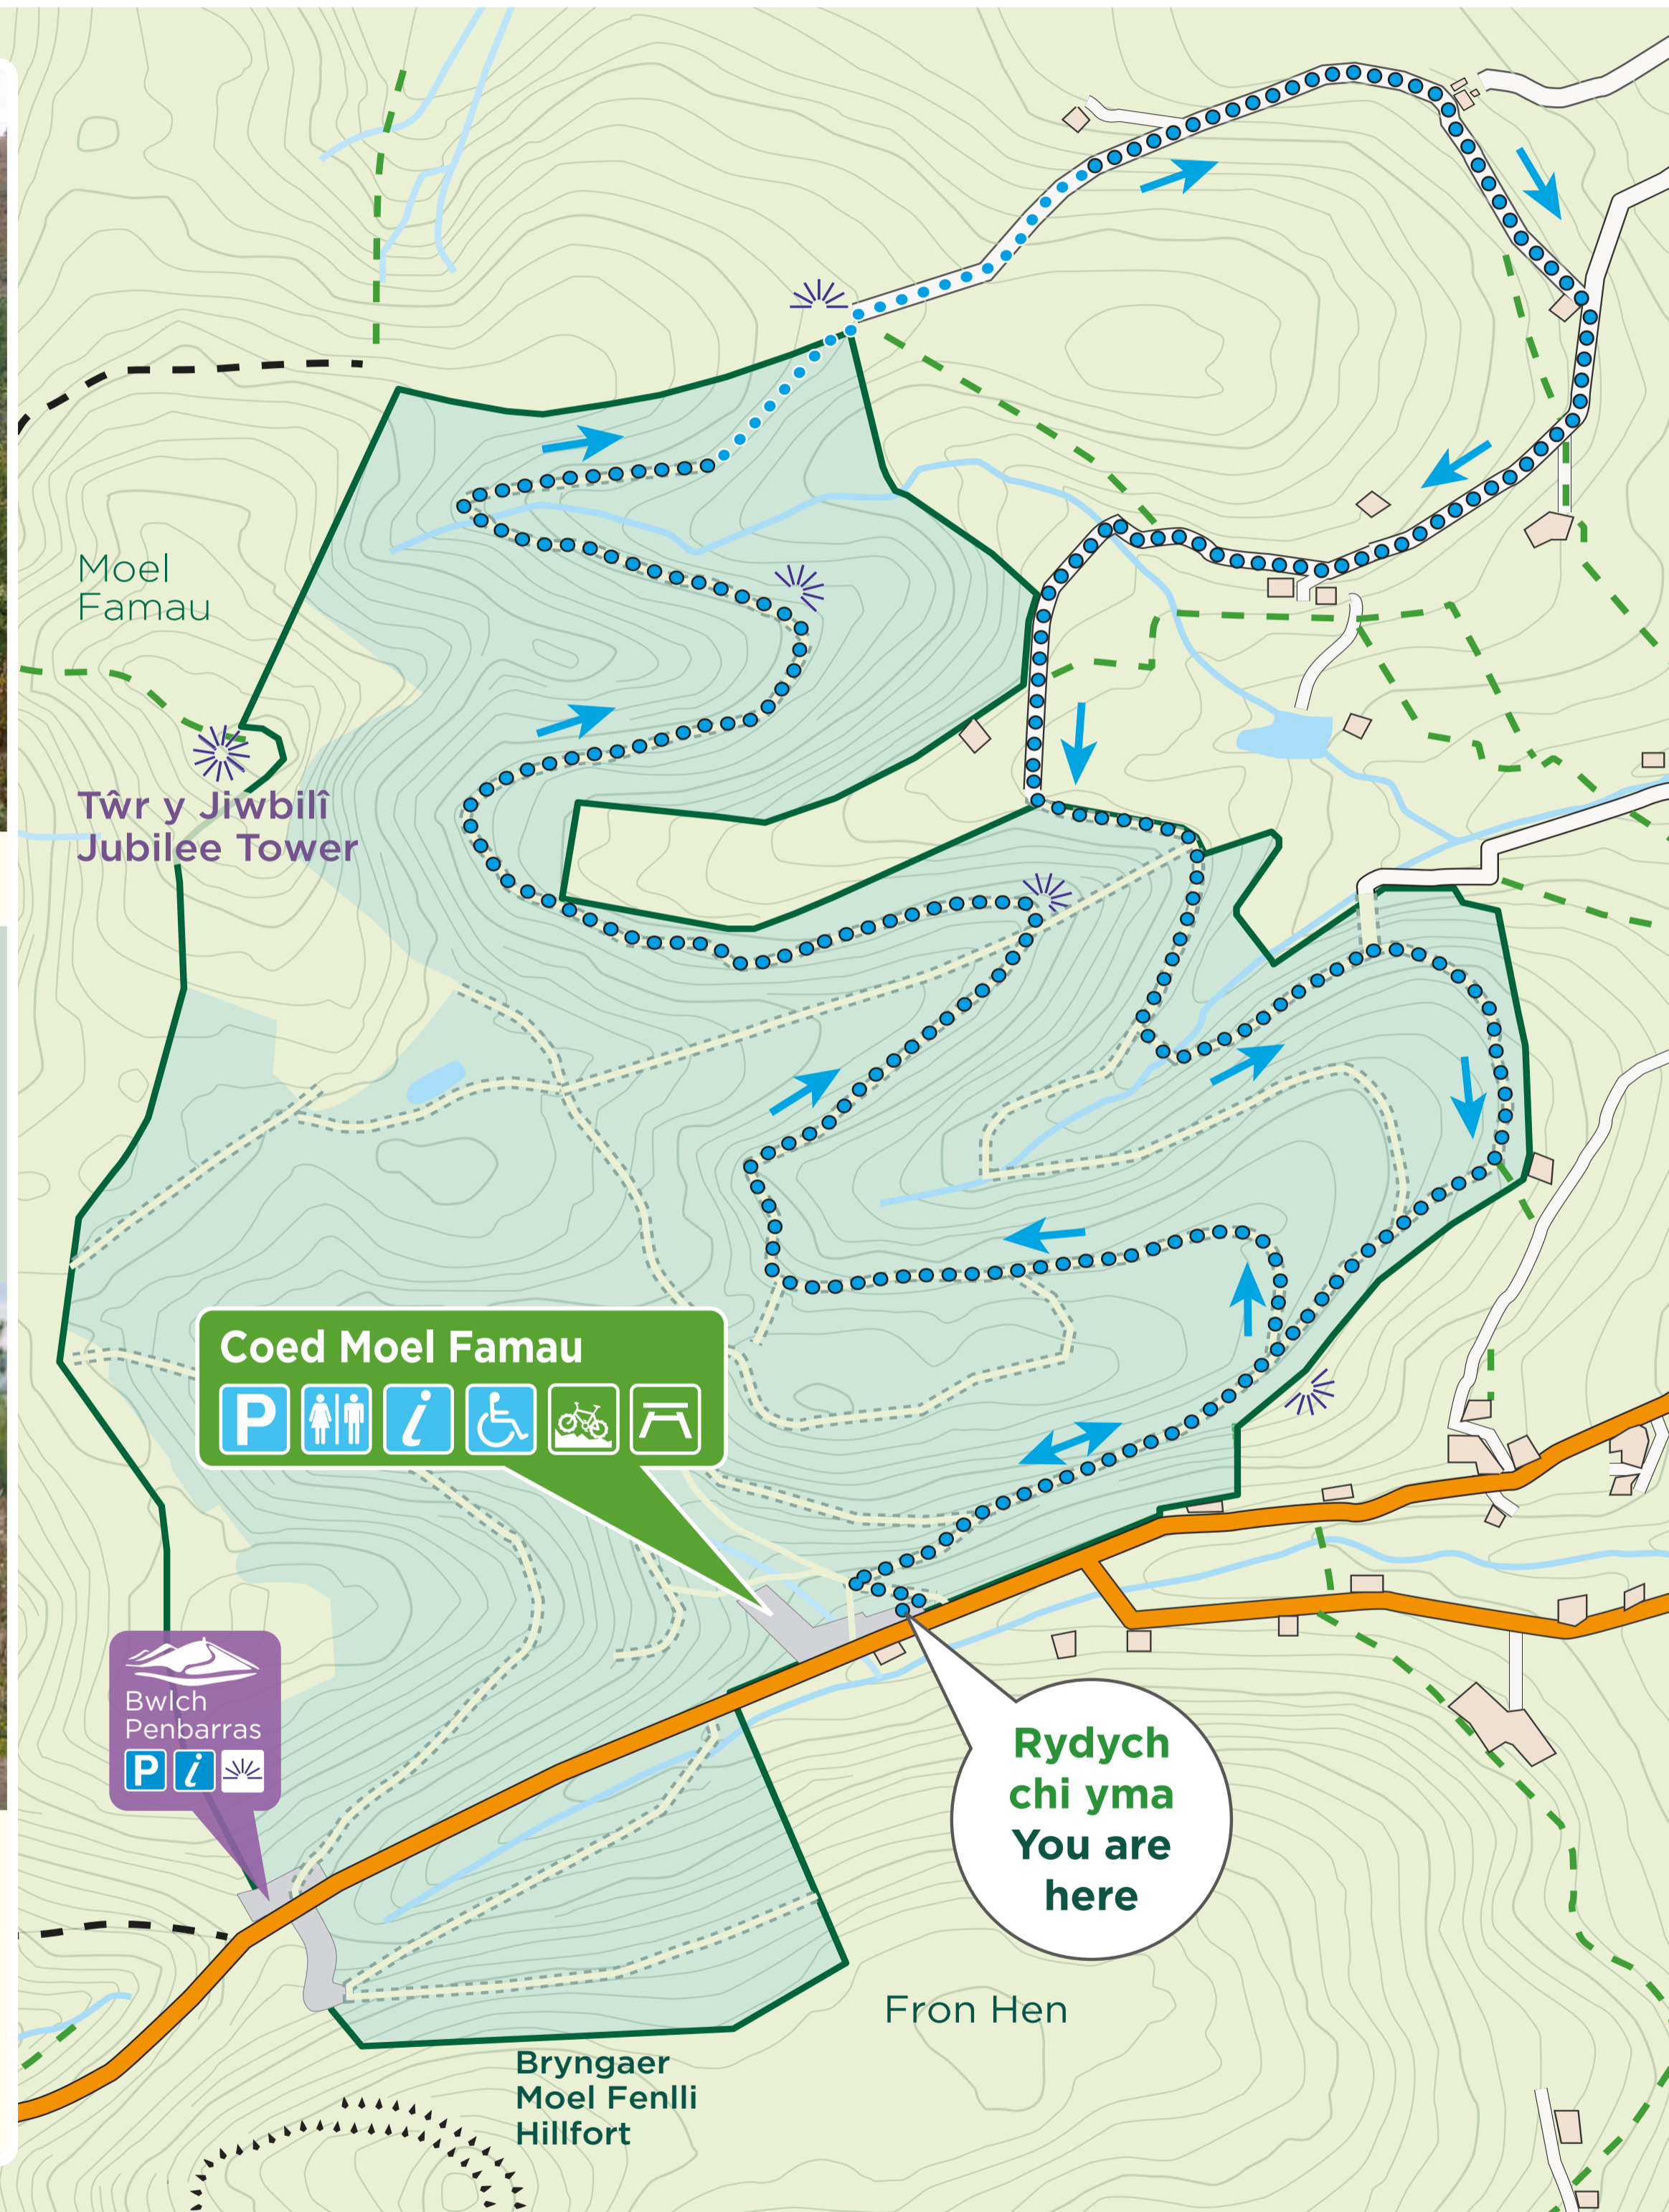 Moel
Famau
Tŵr y Jiwbilî
Jubilee Tower
Coed Moel Famau
P
i
Bwlch
Penbarras
P
i
Rydych
chi yma
You are
here
Fron Hen
Bryngaer
Moel Fenlli
Hillfort